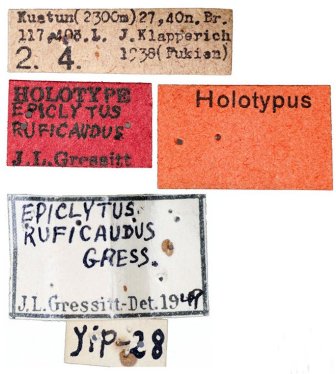 Kuatun(2300m)27,40n.Br.
117,40ö.L. J.Klapperich
2. 4. 1938(Fukien)
HOLOTYPE
EPICLYTUS
RUFICAUDUS
J.L.Gressitt
Holotypus
EPICLYTUS
RUFICAUDUS
GRESS.
J.L.Gressitt-Det.19
Yip-28